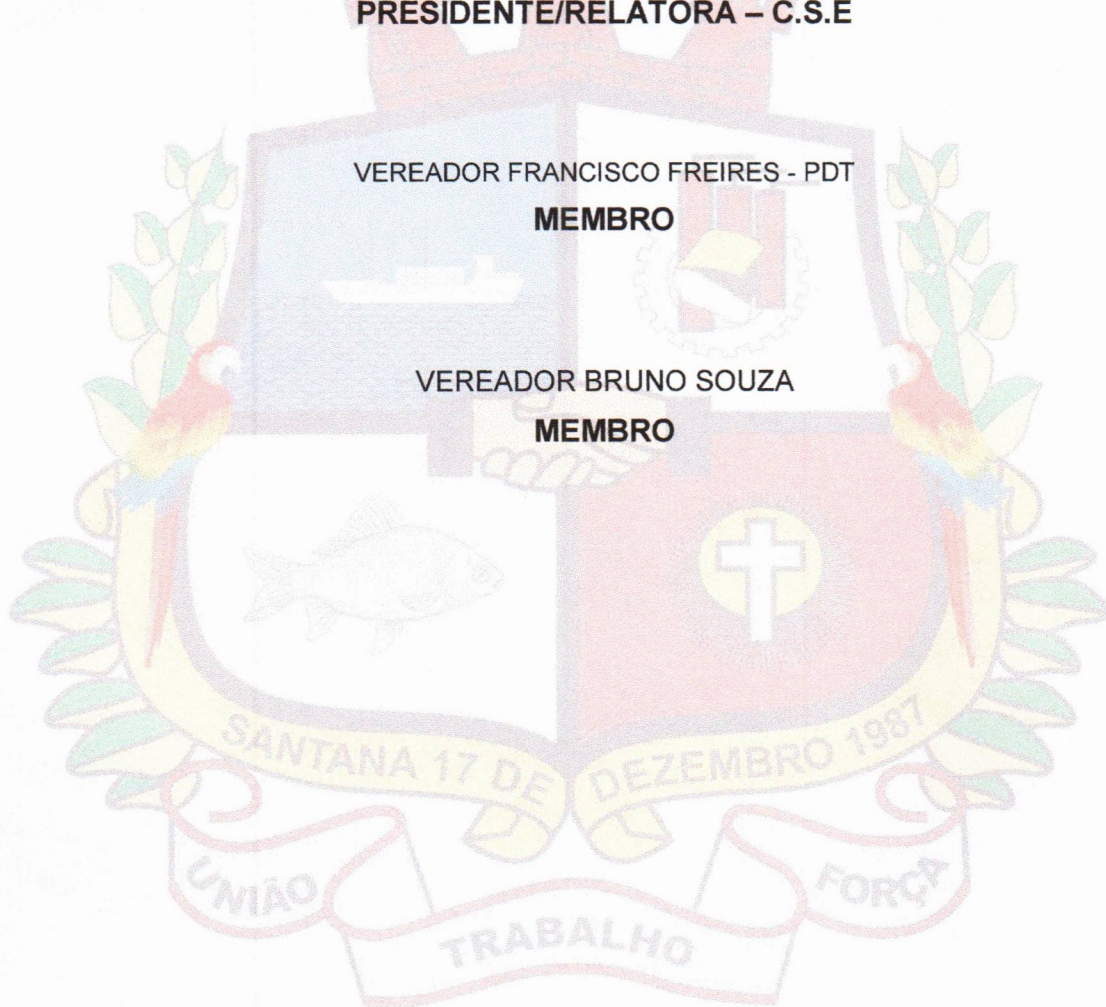 PRESIDENTE/RELATORA – C.S.E
VEREADOR FRANCISCO FREIRES - PDT
MEMBRO
VEREADOR BRUNO SOUZA
MEMBRO
SANTANA 17 DE DEZEMBRO 1987
UNIÃO
TRABALHO
FORÇA